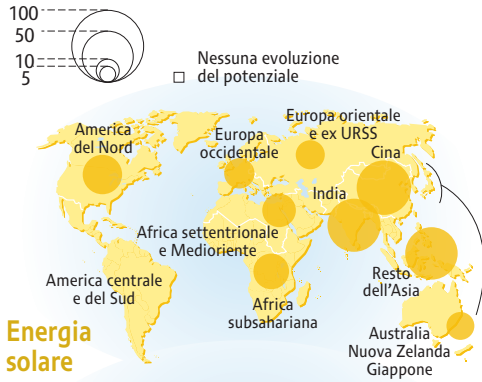 100
50
10
5
Nessuna evoluzione
del potenziale
America
del Nord
Europa
occidentale
Europa orientale
e ex URSS
Cina
India
Africa settentrionale
e Medioriente
America centrale
e del Sud
Africa
subsahariana
Resto
dell'Asia
Australia
Nuova Zelanda
Giappone
Energia
solare